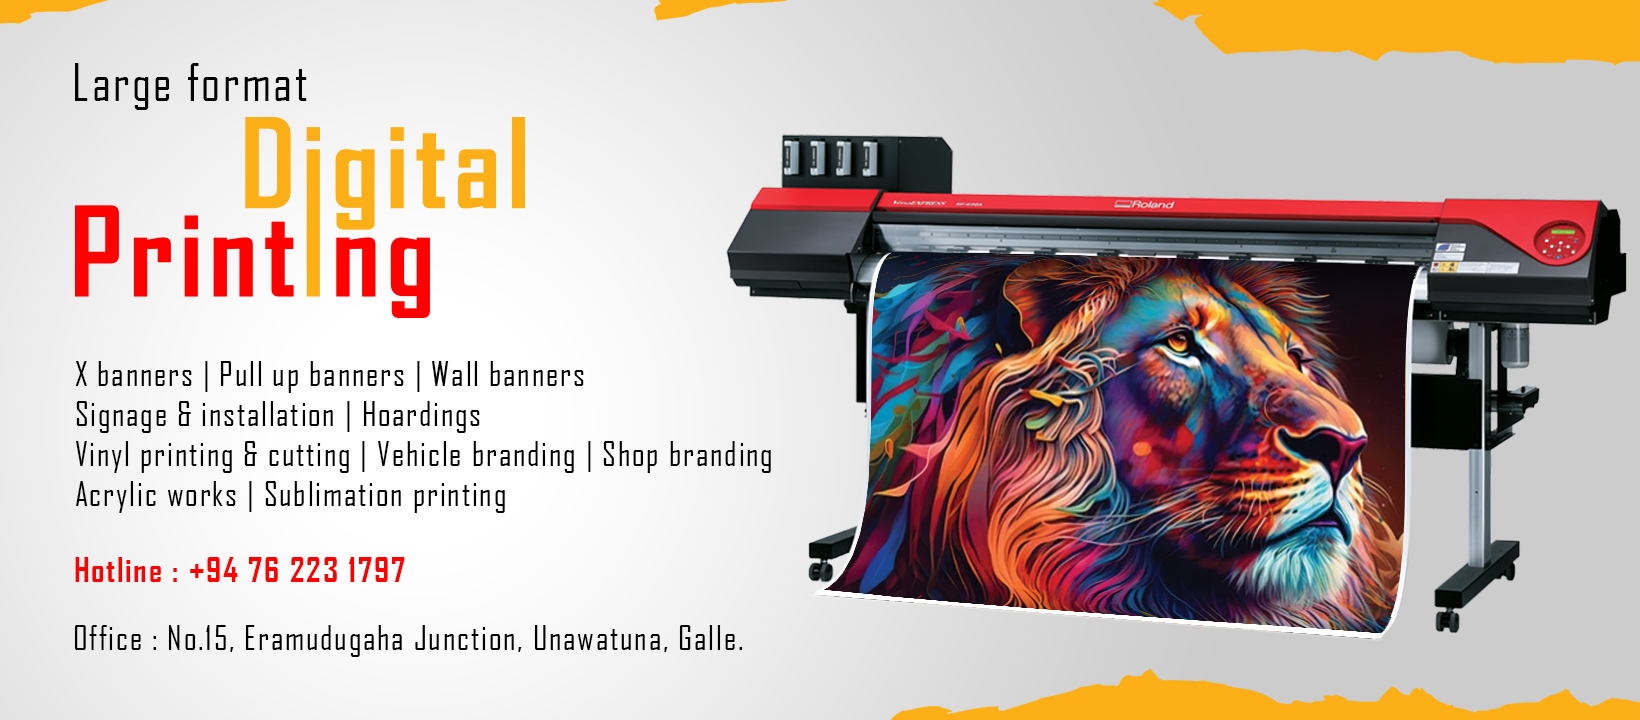 Large format
Digital
Printing
X banners | Pull up banners | Wall banners
Signage & installation | Hoardings
Vinyl printing & cutting | Vehicle branding | Shop branding
Acrylic works | Sublimation printing
Hotline : +94 76 223 1797
Office : No.15, Eramudugaha Junction, Unawatuna, Galle.
VersaEXPRESS
Roland